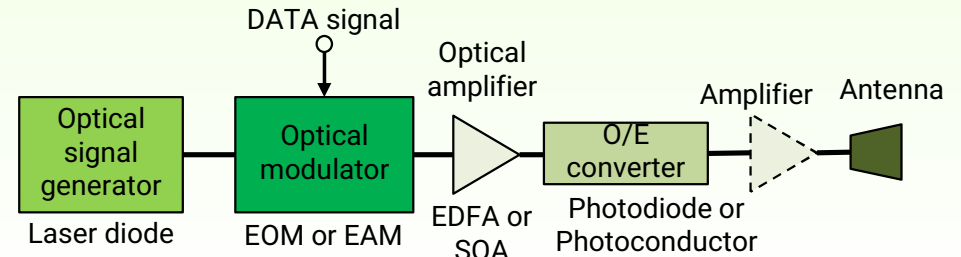 DATA signal
Optical
amplifier
Amplifier
Antenna
Optical
signal
generator
Optical
modulator
O/E
converter
Laser diode
EOM or EAM
EDFA or
SOA
Photodiode or
Photoconductor